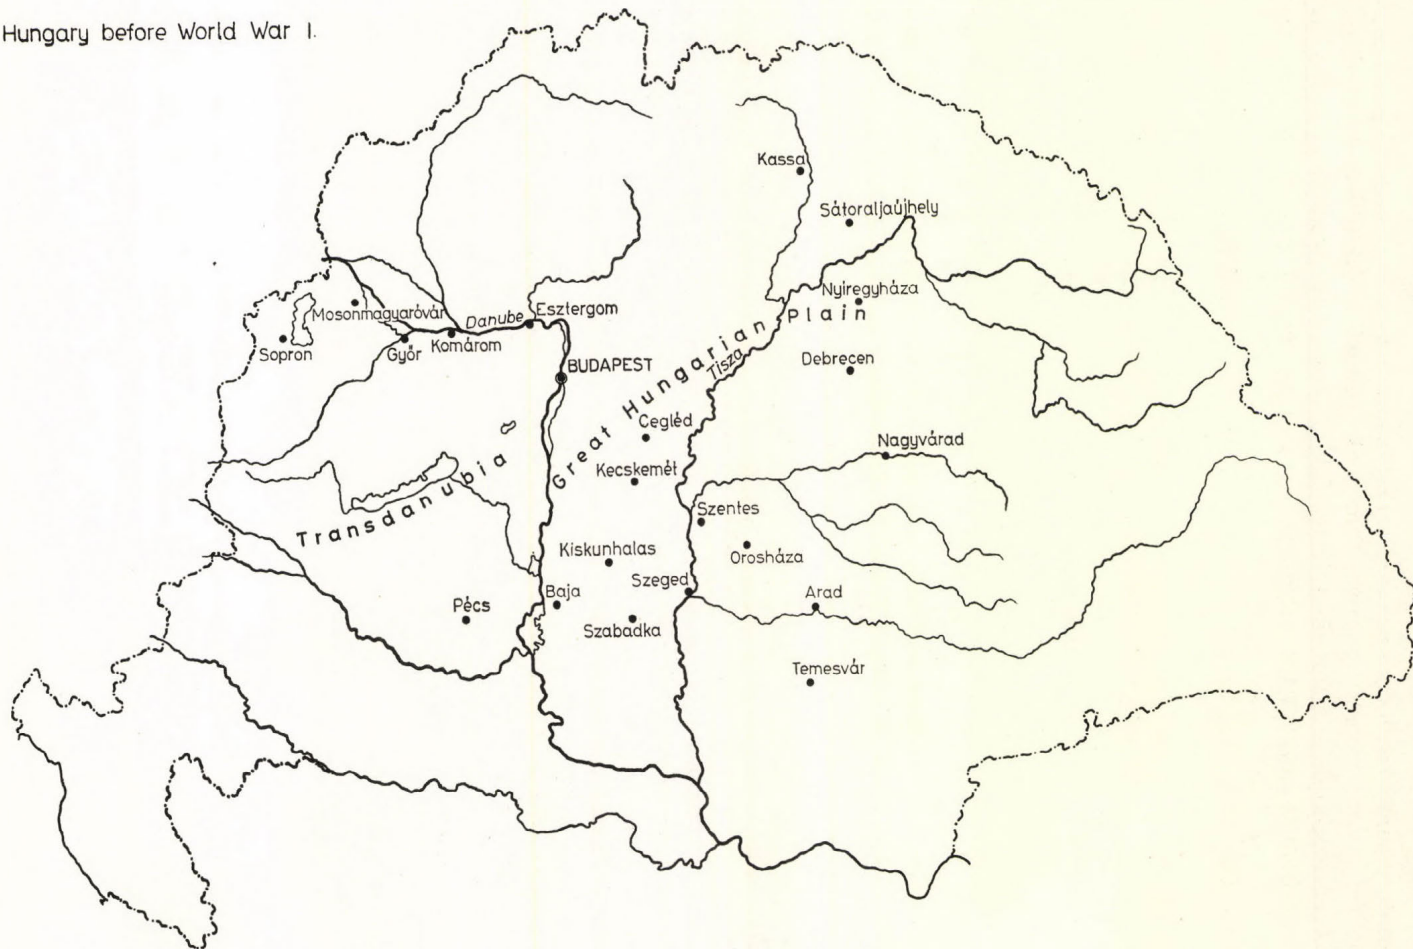 Hungary before World War I.
Kassa
Sátoraljaújhely
Nyiregyháza
Mosonmagyaróvár
Danube
Esztergom
Sopron
Győr
Komárom
BUDAPEST
Debrecen
Tisza
Great Hungarian Plain
Cegléd
Nagyvárad
Kecskemét
Transdanubia
Szentes
Orosháza
Kiskunhalas
Szeged
Baja
Arad
Pécs
Szabadka
Temesvár